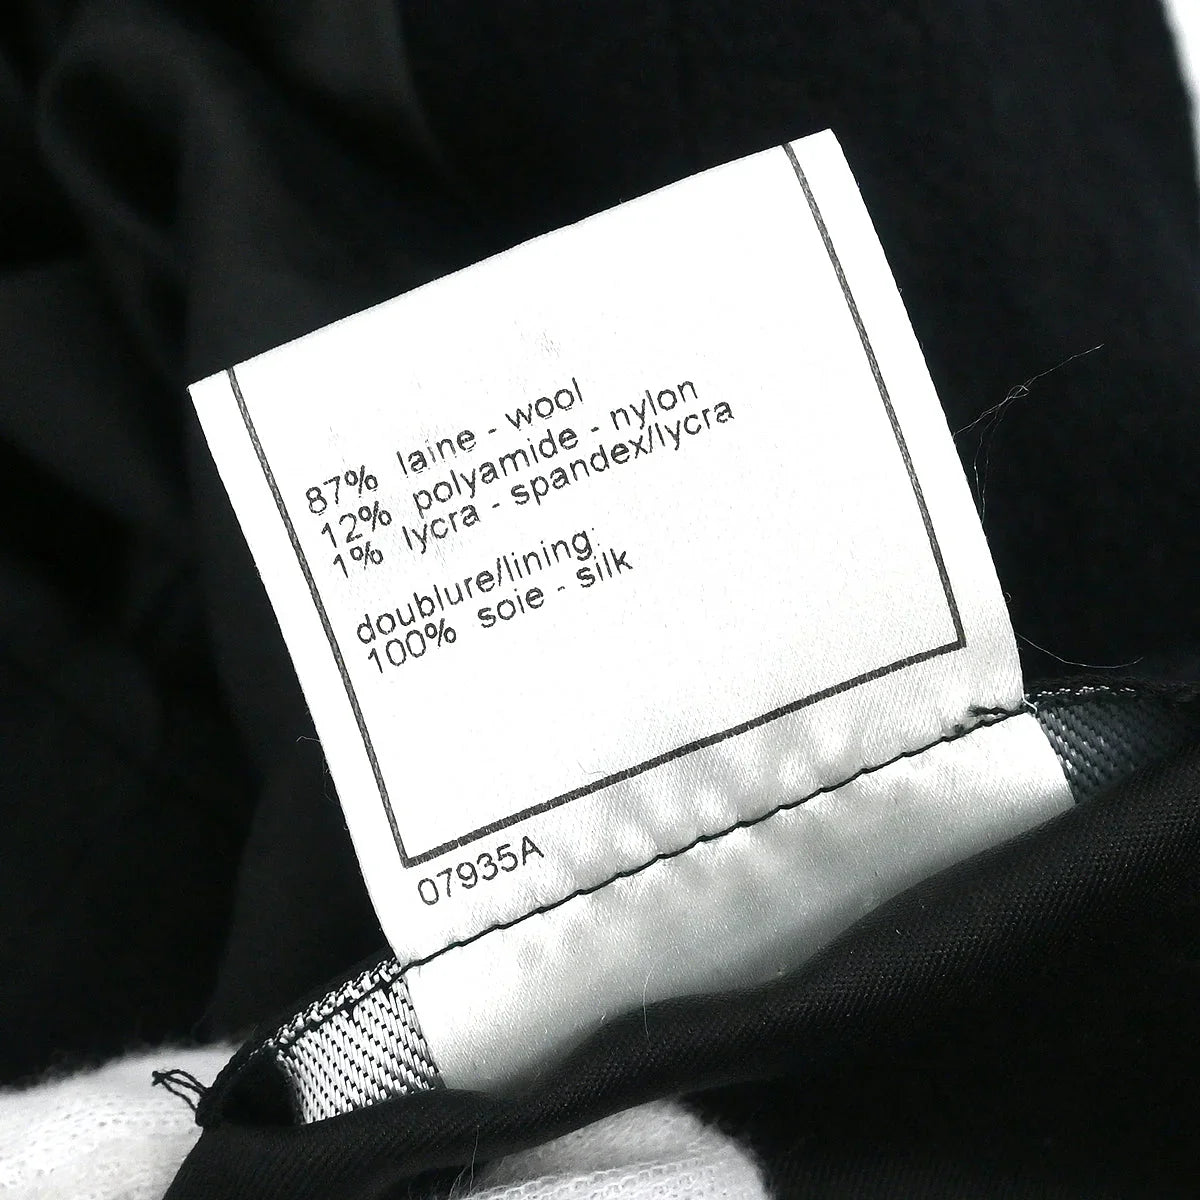 87% laine - wool
12% polyamide - nylon
1% lycra - spandex/lycra
doublure/lining:
100% soie - silk
07935A